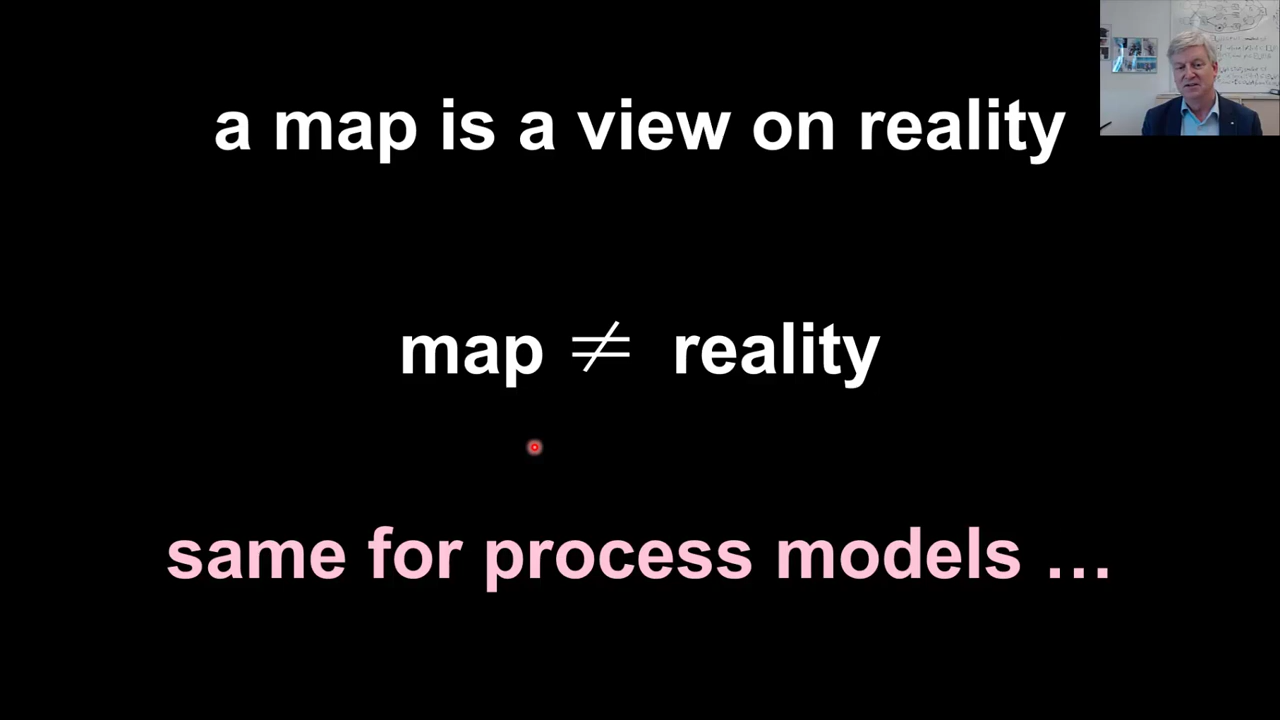 a map is a view on reality
map ≠ reality
same for process models …